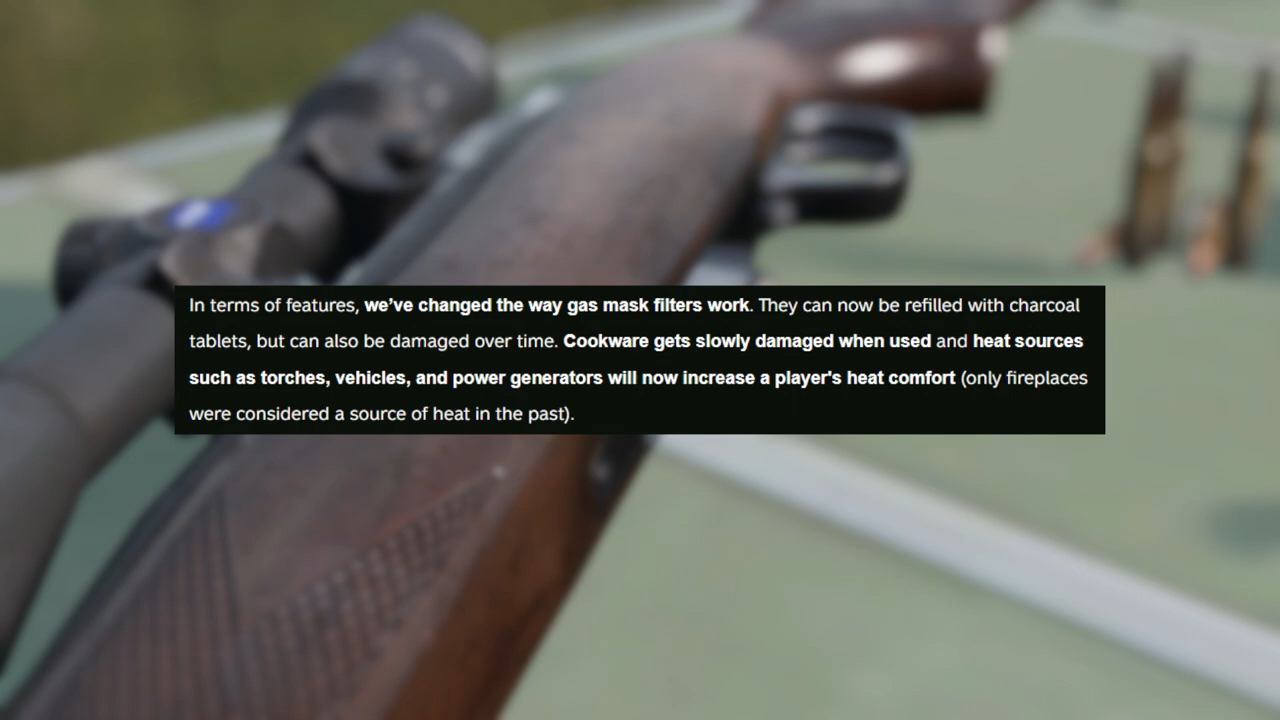 In terms of features, we’ve changed the way gas mask filters work. They can now be refilled with charcoal
tablets, but can also be damaged over time. Cookware gets slowly damaged when used and heat sources
such as torches, vehicles, and power generators will now increase a player's heat comfort (only fireplaces
were considered a source of heat in the past).